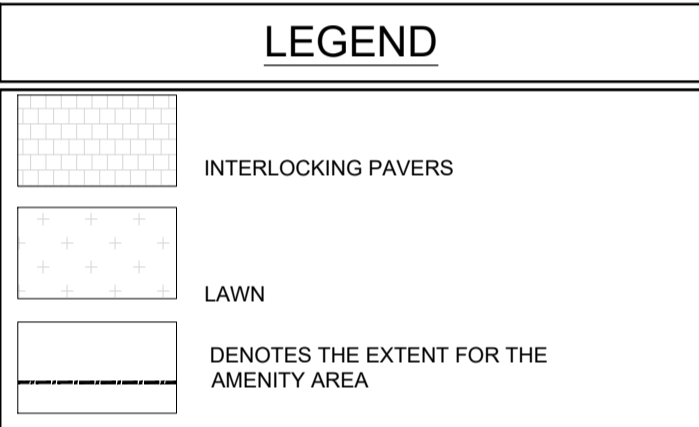 LEGEND
INTERLOCKING PAVERS
LAWN
DENOTES THE EXTENT FOR THE
AMENITY AREA